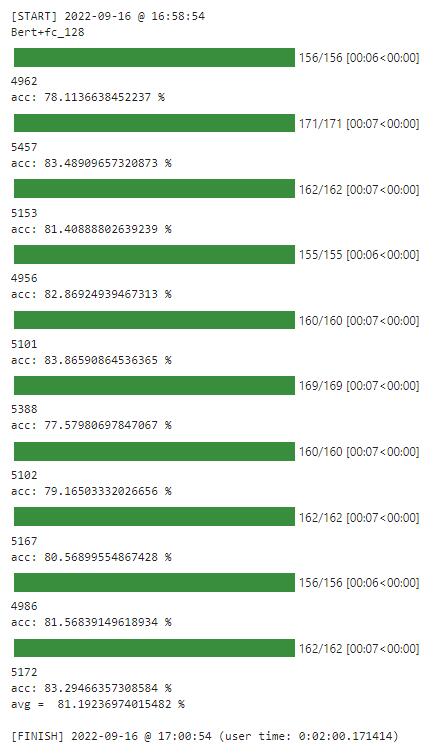 [START] 2022-09-16 @ 16:58:54
Bert+fc_128
156/156 [00:06<00:00]
4962
acc: 78.1136638452237 %
171/171 [00:07<00:00]
5457
acc: 83.48909657320873 %
162/162 [00:07<00:00]
5153
acc: 81.40888802639239 %
155/155 [00:06<00:00]
4956
acc: 82.86924939467313 %
160/160 [00:07<00:00]
5101
acc: 83.86590864536365 %
169/169 [00:07<00:00]
5388
acc: 77.57980697847067 %
160/160 [00:07<00:00]
5102
acc: 79.16503332026656 %
162/162 [00:07<00:00]
5167
acc: 80.56899554867428 %
156/156 [00:06<00:00]
4986
acc: 81.56839149618934 %
162/162 [00:07<00:00]
5172
acc: 83.29466357308584 %
avg =  81.19236974015482 %
[FINISH] 2022-09-16 @ 17:00:54 (user time: 0:02:00.171414)